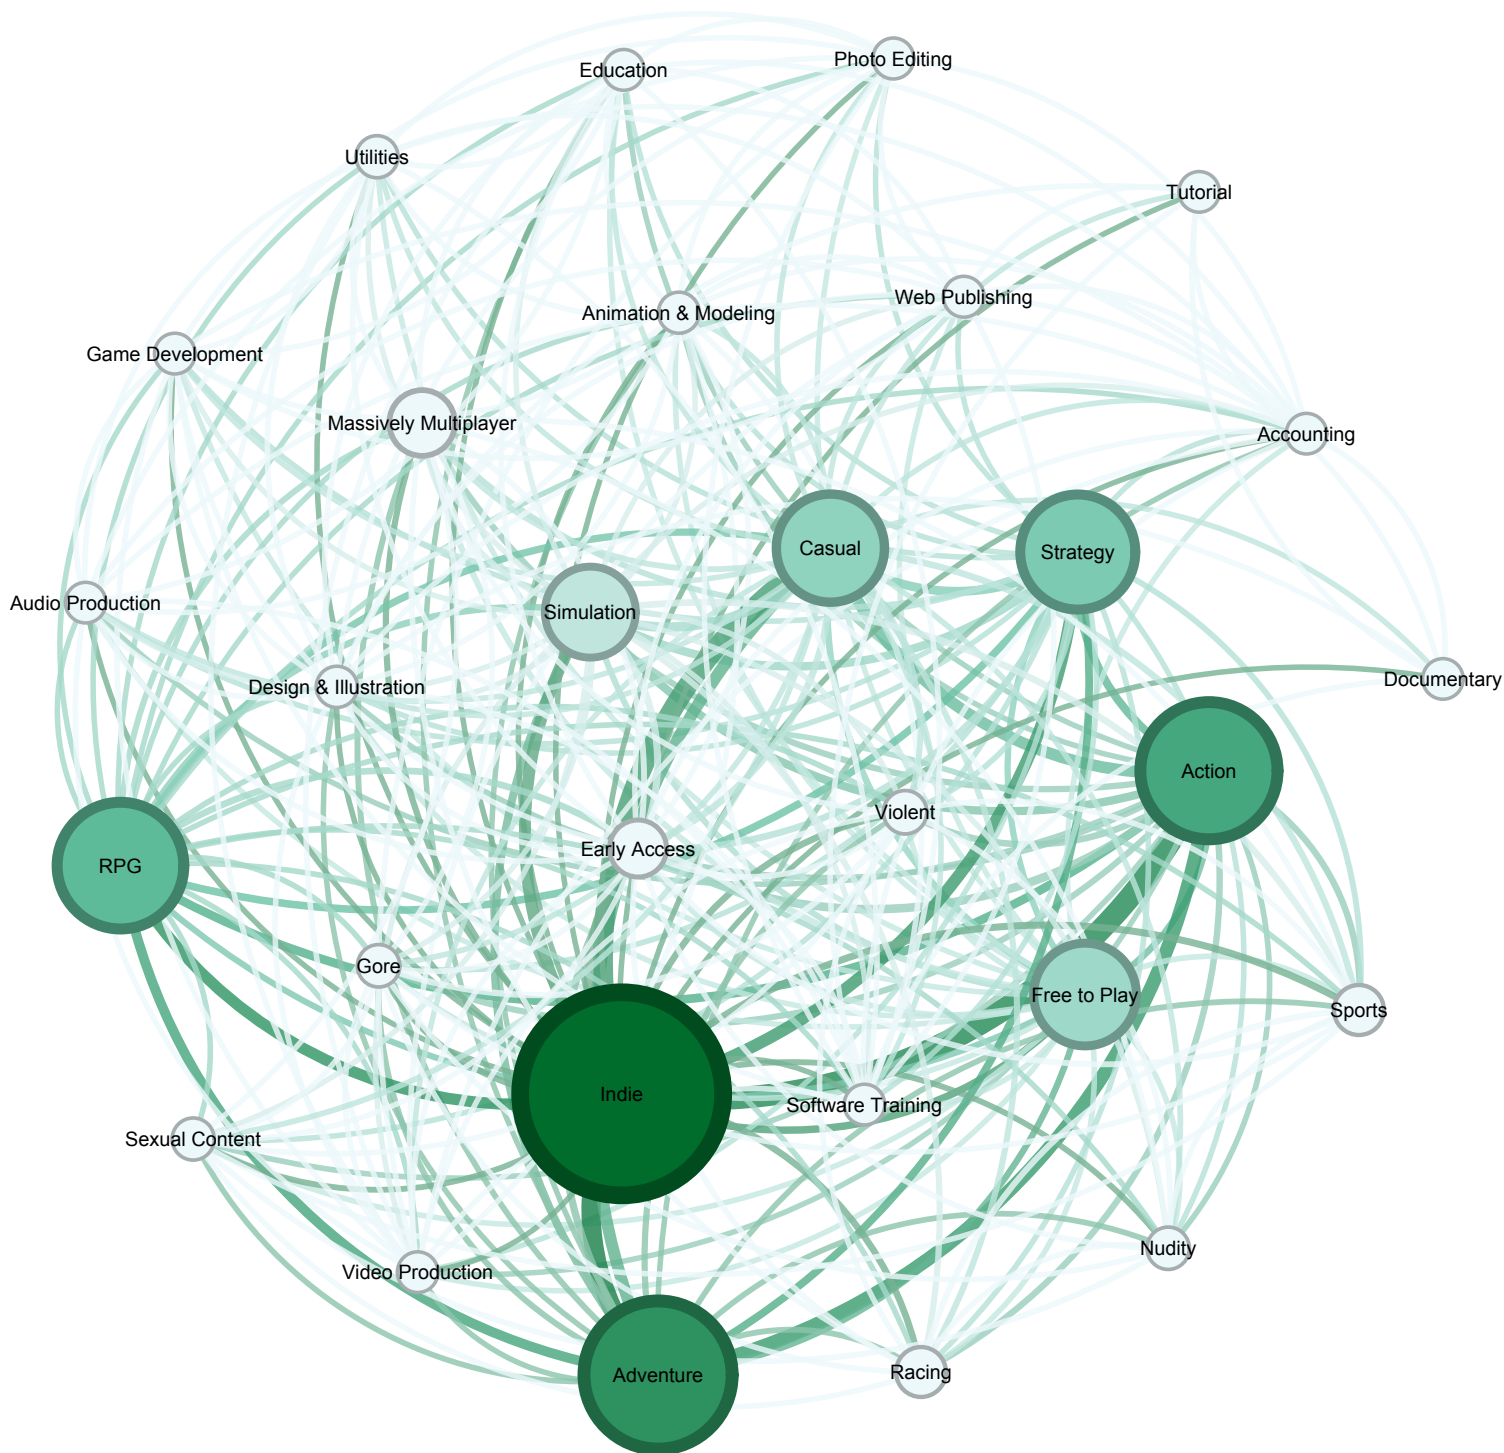 Photo Editing
Education
Utilities
Tutorial
Web Publishing
Animation & Modeling
Game Development
Massively Multiplayer
Accounting
Casual
Strategy
Audio Production
Simulation
Documentary
Design & Illustration
Action
Violent
Early Access
RPG
Gore
Free to Play
Sports
Indie
Software Training
Sexual Content
Nudity
Video Production
Racing
Adventure